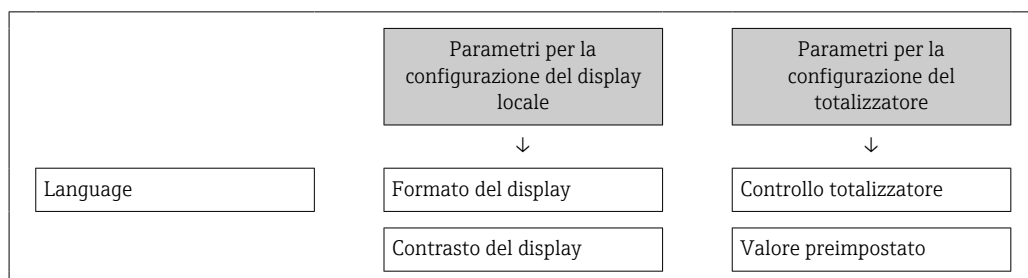 Parametri per la
configurazione del display
locale
Parametri per la
configurazione del
totalizzatore
↓
↓
Language
Formato del display
Controllo totalizzatore
Contrasto del display
Valore preimpostato